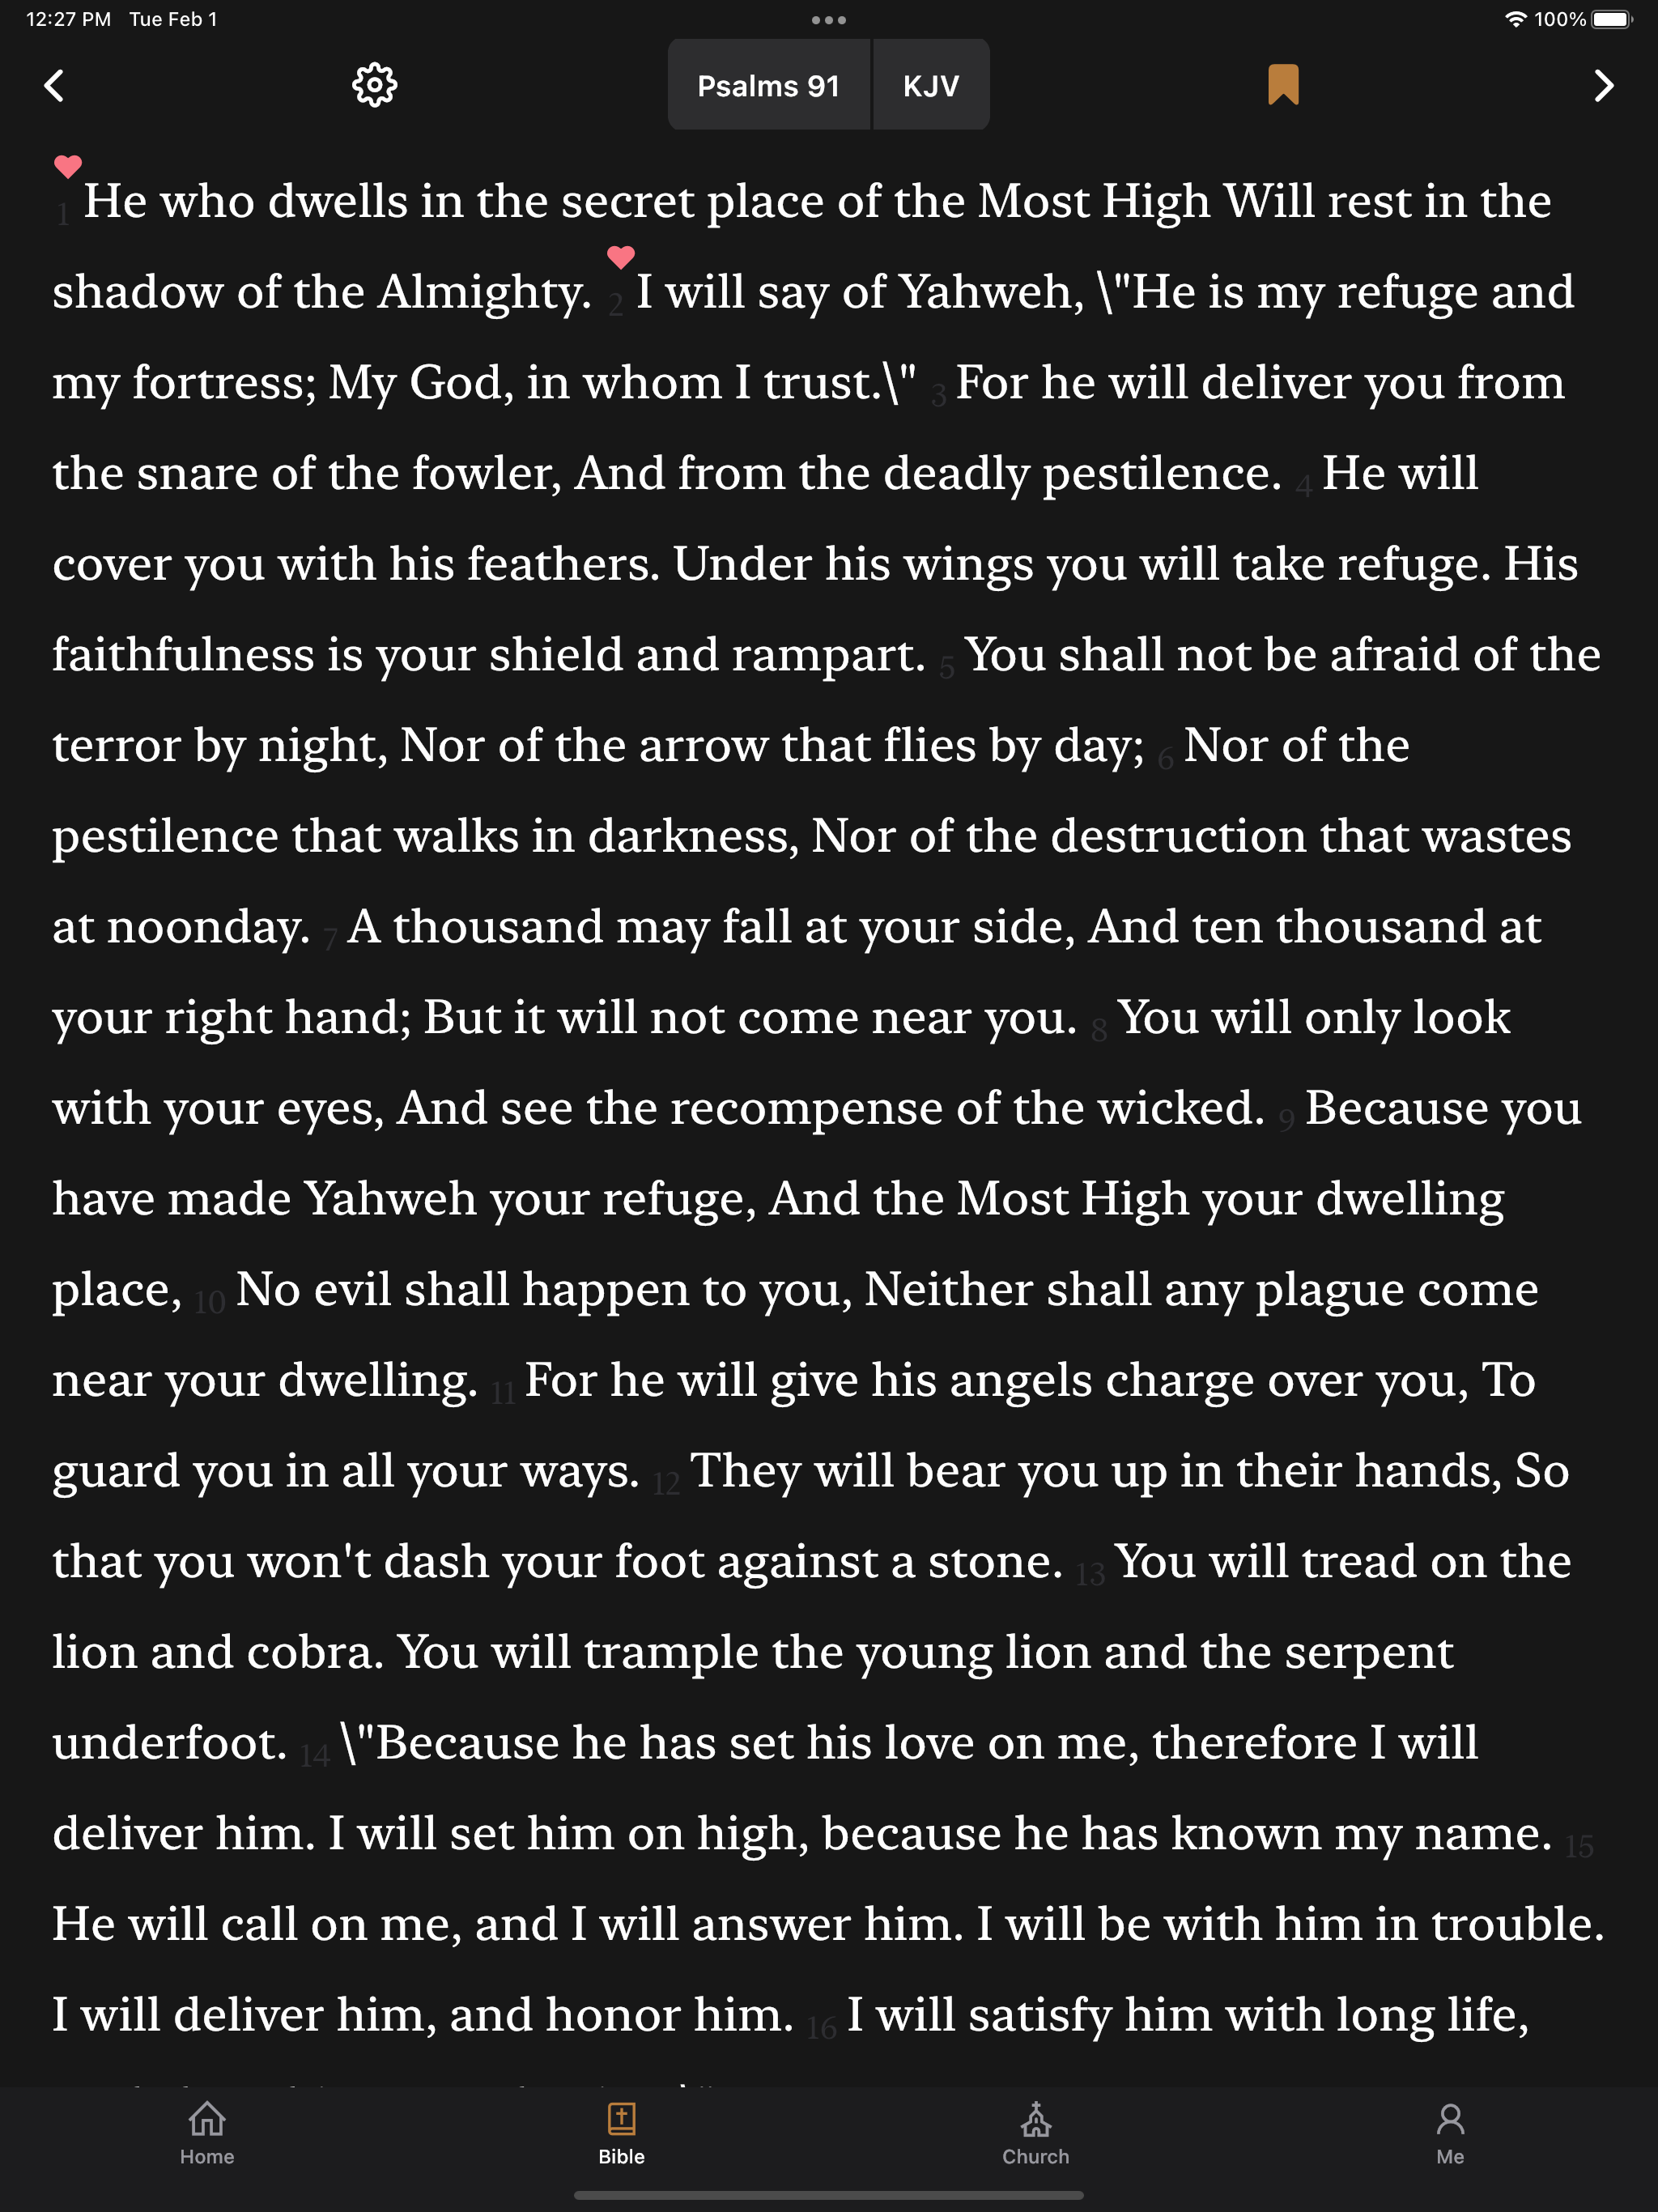 12:27 PM Tue Feb 1
100%
Psalms 91 KJV
1 He who dwells in the secret place of the Most High Will rest in the
shadow of the Almighty. 2 I will say of Yahweh, \"He is my refuge and
my fortress; My God, in whom I trust.\" 3 For he will deliver you from
the snare of the fowler, And from the deadly pestilence. 4 He will
cover you with his feathers. Under his wings you will take refuge. His
faithfulness is your shield and rampart. 5 You shall not be afraid of the
terror by night, Nor of the arrow that flies by day; 6 Nor of the
pestilence that walks in darkness, Nor of the destruction that wastes
at noonday. 7 A thousand may fall at your side, And ten thousand at
your right hand; But it will not come near you. 8 You will only look
with your eyes, And see the recompense of the wicked. 9 Because you
have made Yahweh your refuge, And the Most High your dwelling
place, 10 No evil shall happen to you, Neither shall any plague come
near your dwelling. 11 For he will give his angels charge over you, To
guard you in all your ways. 12 They will bear you up in their hands, So
that you won't dash your foot against a stone. 13 You will tread on the
lion and cobra. You will trample the young lion and the serpent
underfoot. 14 \"Because he has set his love on me, therefore I will
deliver him. I will set him on high, because he has known my name. 15
He will call on me, and I will answer him. I will be with him in trouble.
I will deliver him, and honor him. 16 I will satisfy him with long life,
Home
Bible
Church
Me